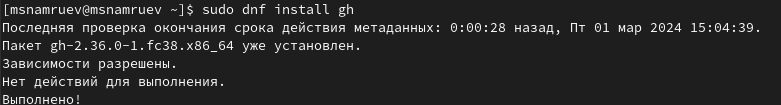 [msnamruev@msnamruev ~]$ sudo dnf install gh
Последняя проверка окончания срока действия метаданных: 0:00:28 назад, Пт 01 мар 2024 15:04:39.
Пакет gh-2.36.0-1.fc38.x86_64 уже установлен.
Зависимости разрешены.
Нет действий для выполнения.
Выполнено!